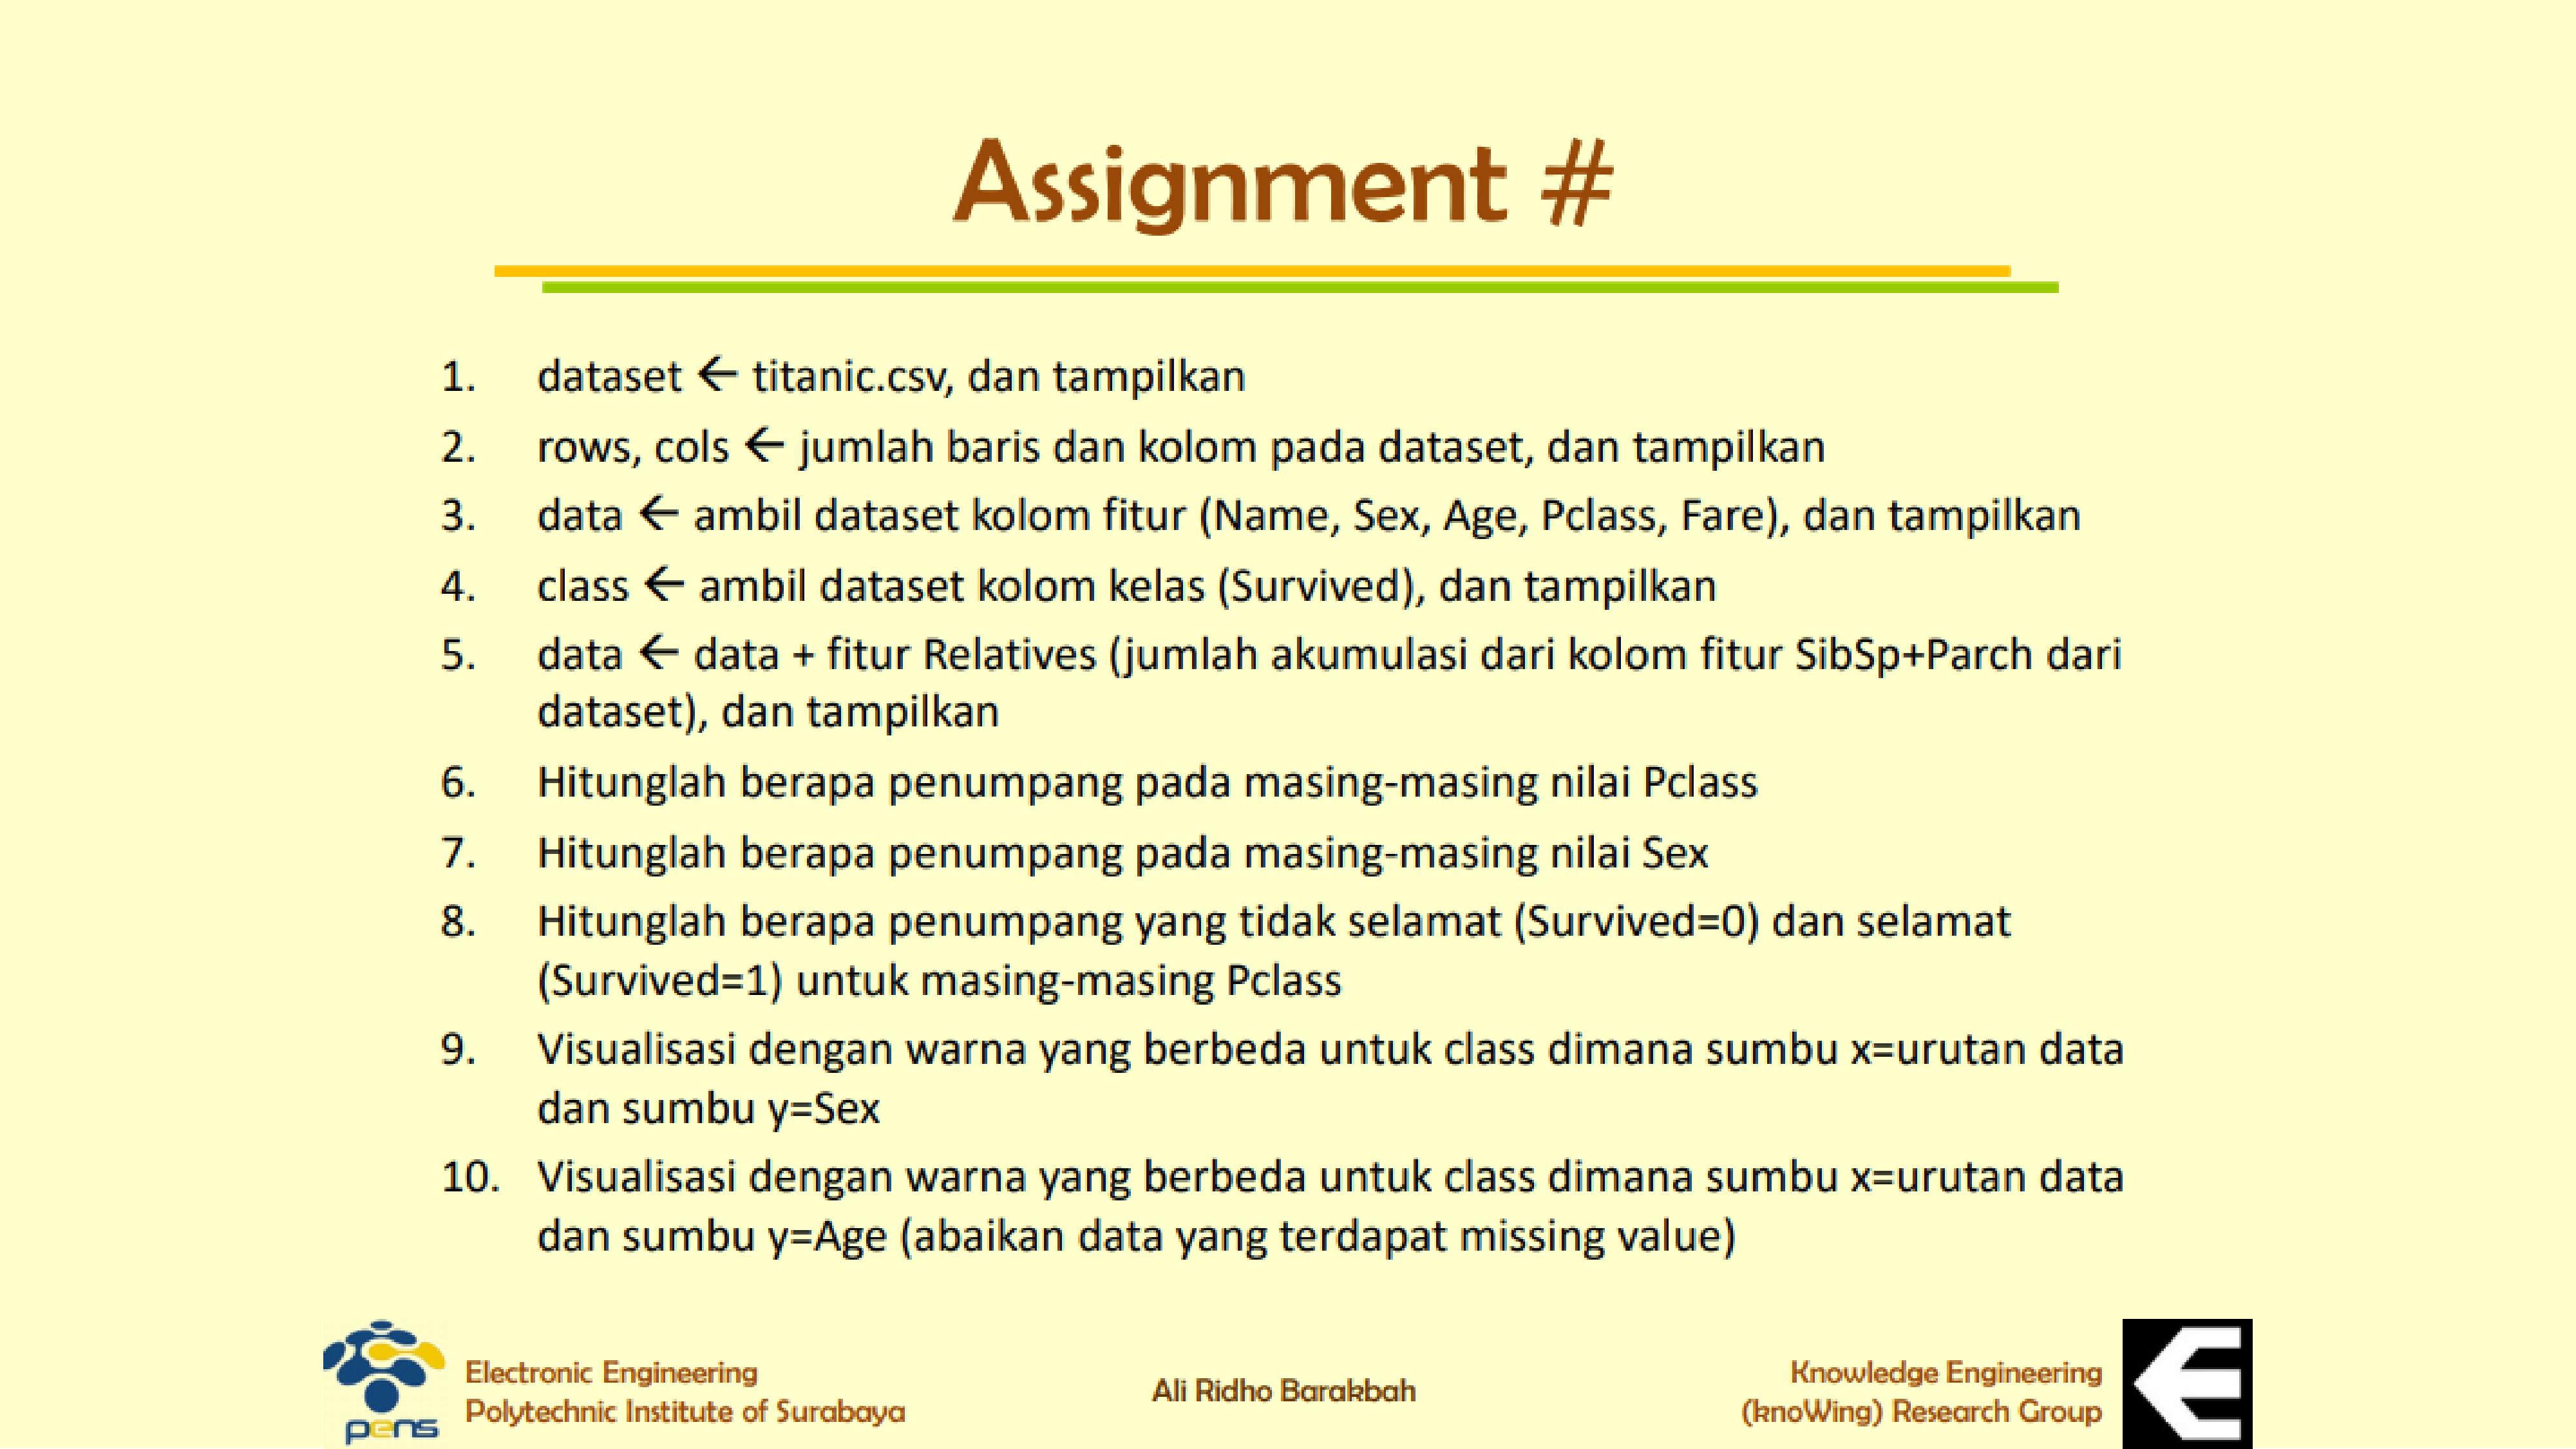 Assignment #
1. dataset ← titanic.csv, dan tampilkan
2. rows, cols ← jumlah baris dan kolom pada dataset, dan tampilkan
3. data ← ambil dataset kolom fitur (Name, Sex, Age, Pclass, Fare), dan tampilkan
4. class ← ambil dataset kolom kelas (Survived), dan tampilkan
5. data ← data + fitur Relatives (jumlah akumulasi dari kolom fitur SibSp+Parch dari
dataset), dan tampilkan
6. Hitunglah berapa penumpang pada masing-masing nilai Pclass
7. Hitunglah berapa penumpang pada masing-masing nilai Sex
8. Hitunglah berapa penumpang yang tidak selamat (Survived=0) dan selamat
(Survived=1) untuk masing-masing Pclass
9. Visualisasi dengan warna yang berbeda untuk class dimana sumbu x=urutan data
dan sumbu y=Sex
10. Visualisasi dengan warna yang berbeda untuk class dimana sumbu x=urutan data
dan sumbu y=Age (abaikan data yang terdapat missing value)
pens
Electronic Engineering
Polytechnic Institute of Surabaya
Ali Ridho Barakbah
Knowledge Engineering
(knoWing) Research Group